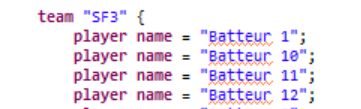 team "SF3" {
player name = "Batteur 1";
player name = "Batteur 10";
player name = "Batteur 11";
player name = "Batteur 12";